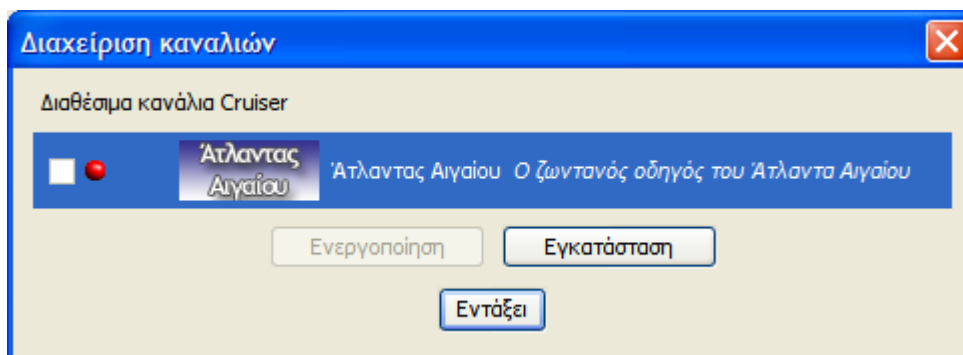 Διαχείριση καναλιών
Διαθέσιμα κανάλια Cruiser
Άτλαντας
Αιγαίου
Άτλαντας Αιγαίου Ο ζωντανός οδηγός του Άτλαντα Αιγαίου
Ενεργοποίηση Εγκατάσταση
Εντάξει